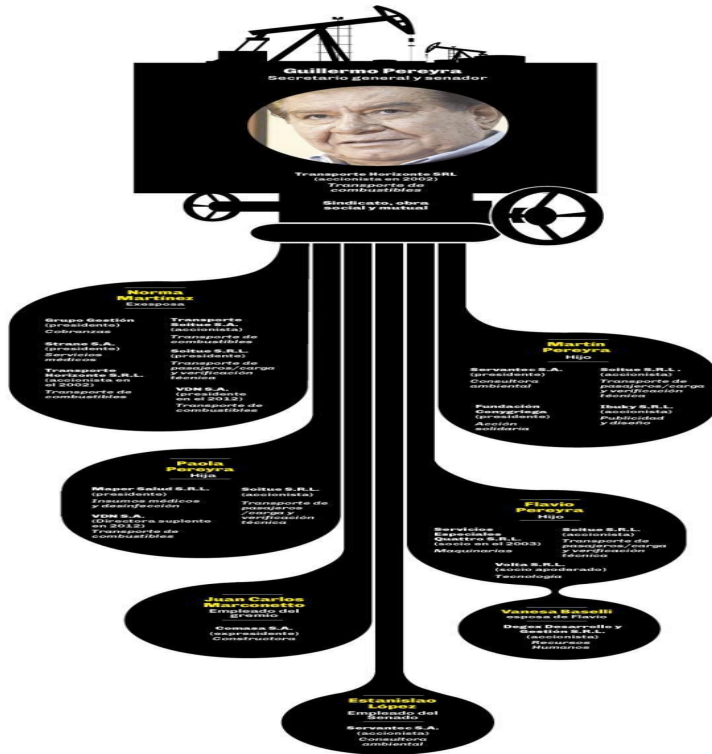 Guillermo Pereyra
Secretario general y senador
Transporte Horizonte SRL
(accionista en 2002)
Transporte de
combustibles
Sindicato, obra
social y mutual
Norma
Martínez
Exesposa
Grupo Gestión
(presidente)
Cobranzas
Strane S.A.
(presidente)
Servicios
médicos
Transporte
Horizonte S.R.L.
(accionista en
el 2002)
Transporte de
combustibles
Transporte
Soitue S.A.
(accionista)
Transporte de
combustibles
Soitue S.R.L.
(presidente)
Transporte de
pasajeros/carga
y verificación
técnica
VDN S.A.
(presidente
en el 2012)
Transporte de
combustibles
Martín
Pereyra
Hijo
Servantec S.A.
(presidente)
Consultora
ambiental
Fundación
Conygriega
(presidente)
Acción
solidaria
Soitue S.R.L.
(accionista)
Transporte de
pasajeros/carga
y verificación
técnica
Ibuky S.R.L.
(accionista)
Publicidad
y diseño
Paola
Pereyra
Hija
Maper Salud S.R.L.
(presidente)
Insumos médicos
y desinfección
VDN S.A.
(Directora suplente
en 2012)
Transporte de
combustibles
Soitue S.R.L.
(accionista)
Transporte de
pasajeros
/carga y
verificación
técnica
Flavio
Pereyra
Hijo
Servicios
Especiales
Quattro S.R.L.
(socio en el 2003)
Maquinarias
Soitue S.R.L.
(accionista)
Transporte de
pasajeros/carga
y verificación
técnica
Volta S.R.L.
(socio apoderado)
Tecnología
Juan Carlos
Marconetto
Empleado del
gremio
Comasa S.A.
(expresidente)
Constructora
Vanesa Baselli
esposa de Flavio
Degex Desarrollo y
Gestión S.R.L.
(accionista)
Recursos
Humanos
Estanislao
López
Empleado del
Senado
Servantec S.A.
(accionista)
Consultora
ambiental